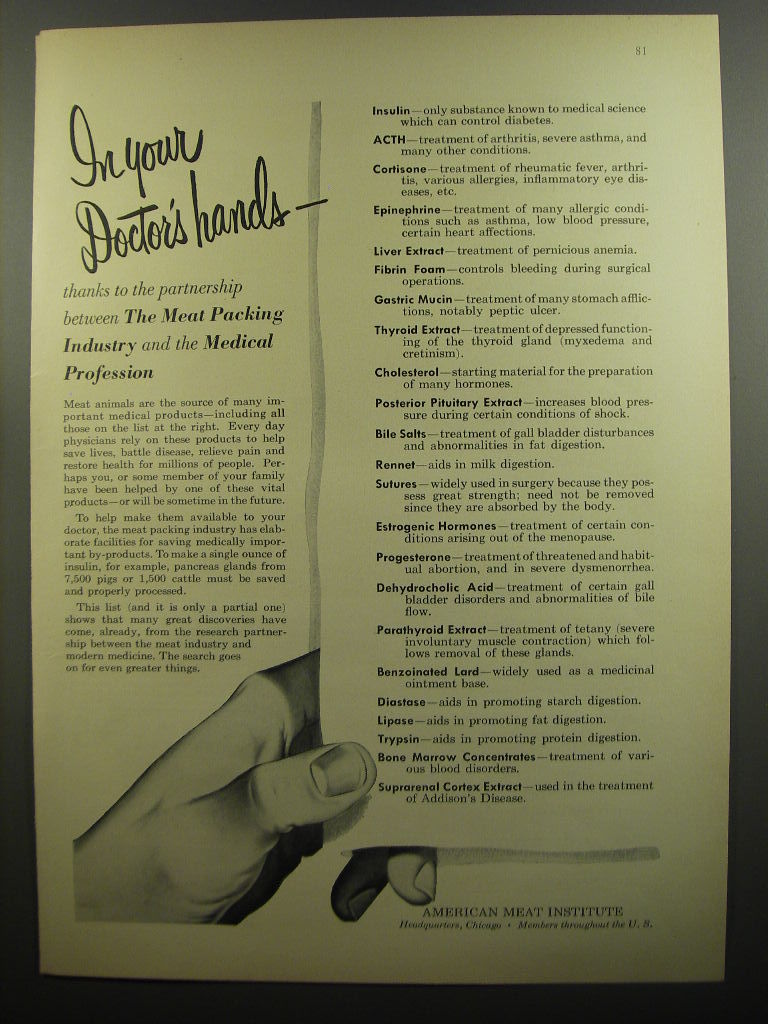 81
In your
Doctor's hands—
thanks to the partnership
between The Meat Packing
Industry and the Medical
Profession
Meat animals are the source of many im-
portant medical products—including all
those on the list at the right. Every day
physicians rely on these products to help
save lives, battle disease, relieve pain and
restore health for millions of people. Per-
haps you, or some member of your family
have been helped by one of these vital
products—or will be sometime in the future.
To help make them available to your
doctor, the meat packing industry has elab-
orate facilities for saving medically impor-
tant by-products. To make a single ounce of
insulin, for example, pancreas glands from
7,500 pigs or 1,500 cattle must be saved
and properly processed.
This list (and it is only a partial one)
shows that many great discoveries have
come, already, from the research partner-
ship between the meat industry and
modern medicine. The search goes
on for even greater things.
Insulin—only substance known to medical science
which can control diabetes.
ACTH—treatment of arthritis, severe asthma, and
many other conditions.
Cortisone—treatment of rheumatic fever, arthri-
tis, various allergies, inflammatory eye dis-
eases, etc.
Epinephrine—treatment of many allergic condi-
tions such as asthma, low blood pressure,
certain heart affections.
Liver Extract—treatment of pernicious anemia.
Fibrin Foam—controls bleeding during surgical
operations.
Gastric Mucin—treatment of many stomach afflic-
tions, notably peptic ulcer.
Thyroid Extract—treatment of depressed function-
ing of the thyroid gland (myxedema and
cretinism).
Cholesterol—starting material for the preparation
of many hormones.
Posterior Pituitary Extract—increases blood pres-
sure during certain conditions of shock.
Bile Salts—treatment of gall bladder disturbances
and abnormalities in fat digestion.
Rennet—aids in milk digestion.
Sutures—widely used in surgery because they pos-
sess great strength; need not be removed
since they are absorbed by the body.
Estrogenic Hormones—treatment of certain con-
ditions arising out of the menopause.
Progesterone—treatment of threatened and habit-
ual abortion, and in severe dysmenorrhea.
Dehydrocholic Acid—treatment of certain gall
bladder disorders and abnormalities of bile
flow.
Parathyroid Extract—treatment of tetany (severe
involuntary muscle contraction) which fol-
lows removal of these glands.
Benzoinated Lard—widely used as a medicinal
ointment base.
Diastase—aids in promoting starch digestion.
Lipase—aids in promoting fat digestion.
Trypsin—aids in promoting protein digestion.
Bone Marrow Concentrates—treatment of vari-
ous blood disorders.
Suprarenal Cortex Extract—used in the treatment
of Addison's Disease.
AMERICAN MEAT INSTITUTE
Headquarters, Chicago • Members throughout the U. S.